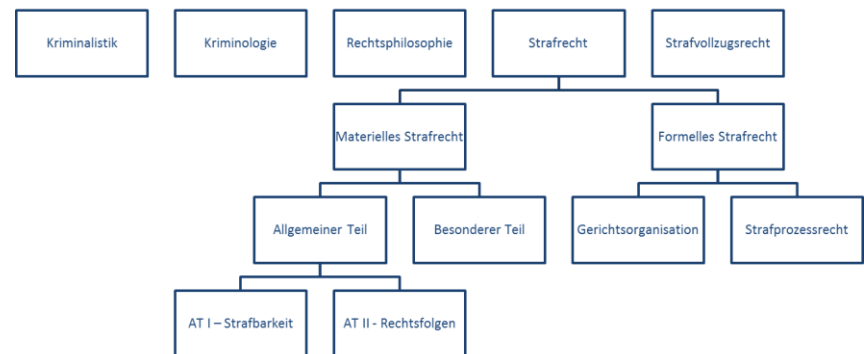 Kriminalistik
Kriminologie
Rechtsphilosophie
Strafrecht
Strafvollzugsrecht
Materielles Strafrecht
Formelles Strafrecht
Allgemeiner Teil
Besonderer Teil
Gerichtsorganisation
Strafprozessrecht
AT I – Strafbarkeit
AT II - Rechtsfolgen